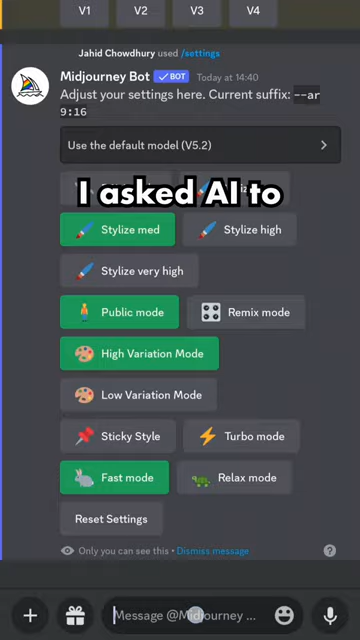 V1 V2 V3 V4
Jahid Chowdhury used /settings
Midjourney Bot ✓ BOT Today at 14:40
Adjust your settings here. Current suffix: --ar
9:16
Use the default model (V5.2)
I asked AI to
Stylize med Stylize high
Stylize very high
Public mode Remix mode
High Variation Mode
Low Variation Mode
Sticky Style Turbo mode
Fast mode Relax mode
Reset Settings
Only you can see this • Dismiss message
Message @Midjourney ...